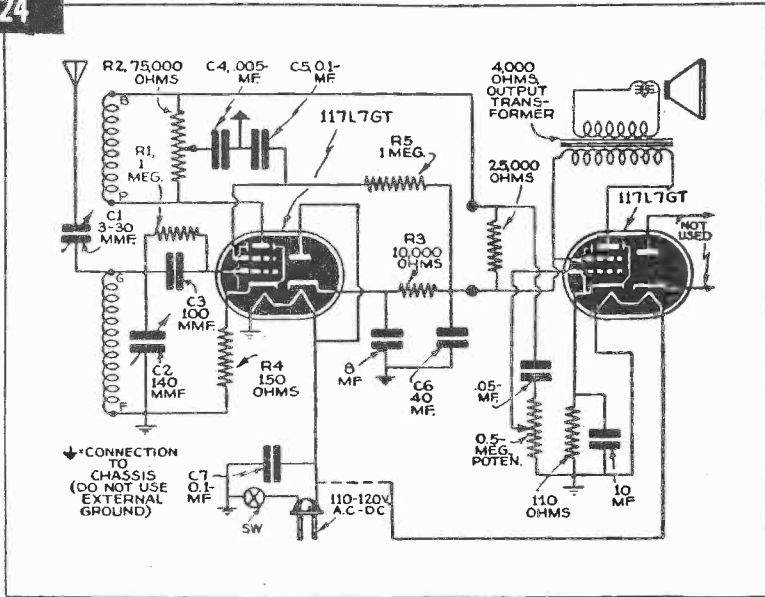 24
R2, 75,000
OHMS
C4, .005-
MF.
C5, 0.1-
MF.
117L7GT
4,000
OHMS,
OUTPUT
TRANS-
FORMER
B
R1,
1
MEG.
R5
1 MEG.
25,000
OHMS
117L7GT
P
C1
3-30
MMF.
NOT
USED
R3
10,000
OHMS
G
C3
100
MMF.
C2
140
MMF
R4
150
OHMS
8
MF
C6
40
MF.
.05-
MF.
0.5-
MEG.
POTEN.
F
=CONNECTION
TO
CHASSIS
(DO NOT USE
EXTERNAL
GROUND)
C7
0.1-
MF
SW
110-120V.
A.C-DC
110
OHMS
10
MF